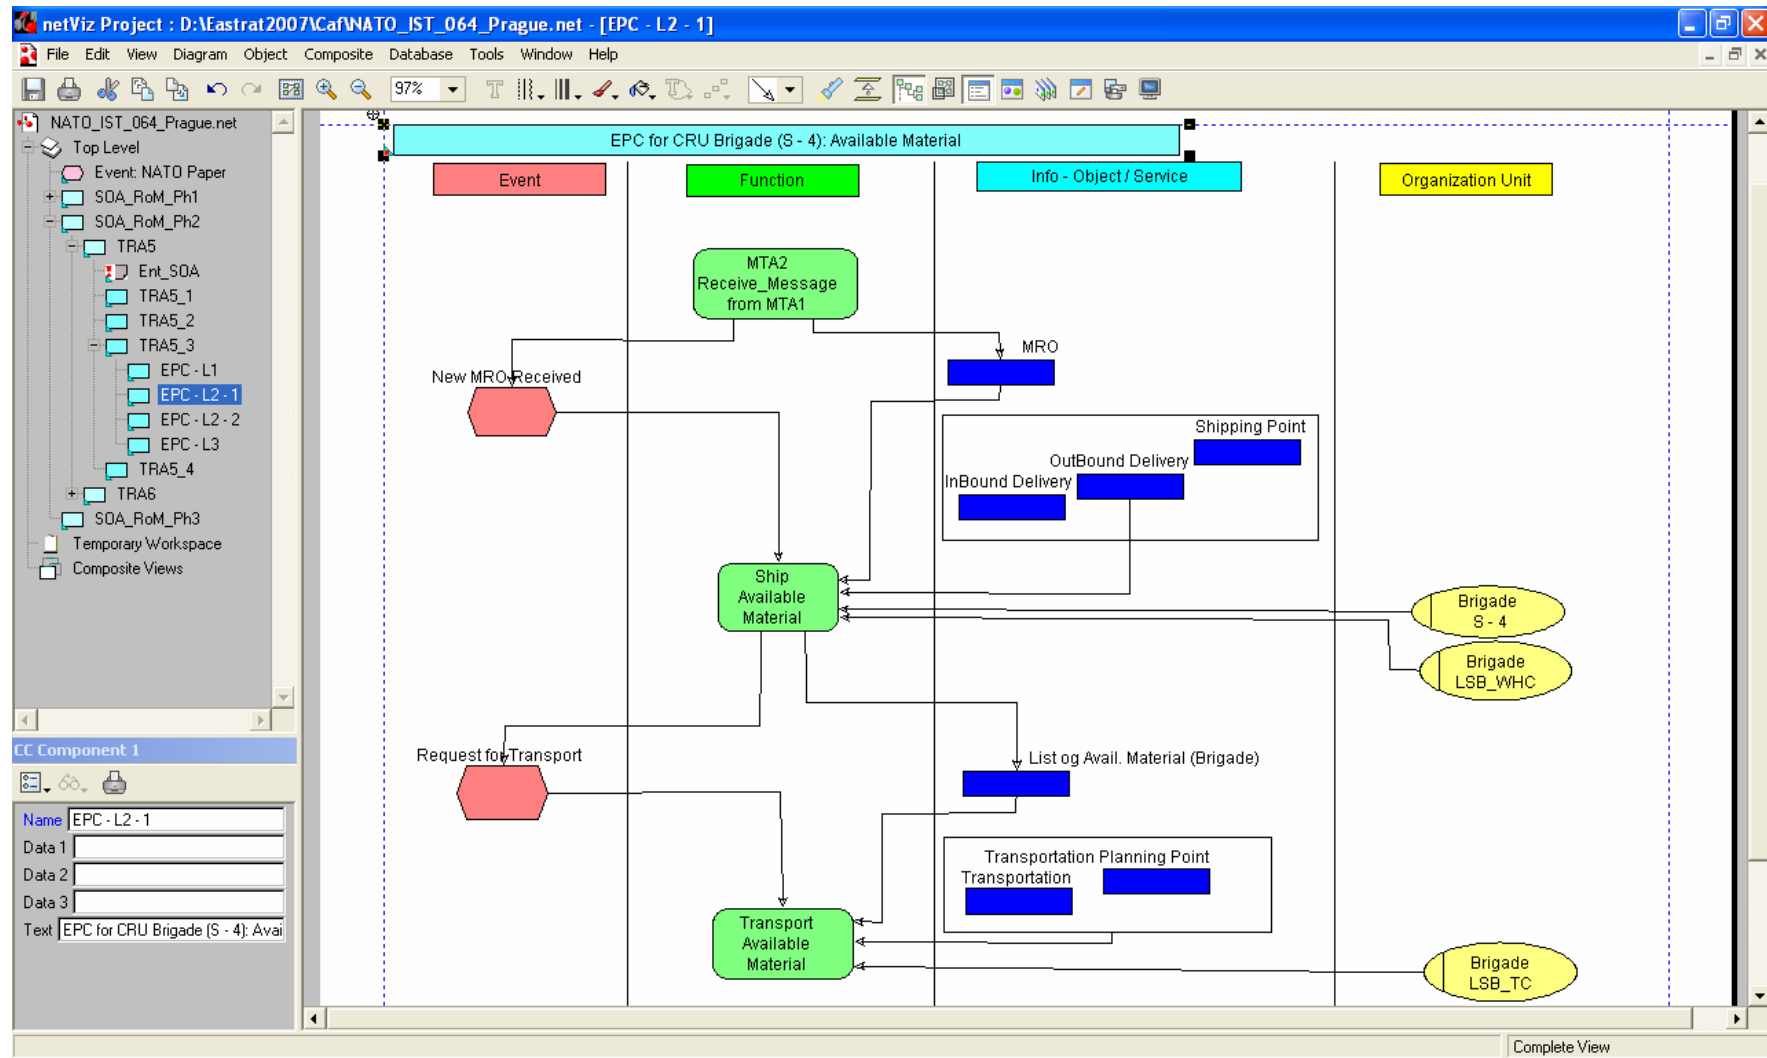 netViz Project : D:\Eastrat2007\Caf\NATO_IST_064_Prague.net - [EPC - L2 - 1]
File Edit View Diagram Object Composite Database Tools Window Help
97%
NATO_IST_064_Prague.net
Top Level
Event: NATO Paper
SOA_RoM_Ph1
SOA_RoM_Ph2
TRA5
Ent_SOA
TRA5_1
TRA5_2
TRA5_3
EPC - L1
EPC - L2 - 1
EPC - L2 - 2
EPC - L3
TRA5_4
TRA6
SOA_RoM_Ph3
Temporary Workspace
Composite Views
CC Component 1
Name EPC - L2 - 1
Data 1
Data 2
Data 3
Text EPC for CRU Brigade (S - 4): Avai
EPC for CRU Brigade (S - 4): Available Material
Event
Function
Info - Object / Service
Organization Unit
MTA2
Receive_Message
from MTA1
MRO
New MRO Received
Shipping Point
OutBound Delivery
InBound Delivery
Ship
Available
Material
Brigade
S - 4
Brigade
LSB_WHC
Request for Transport
List og Avail. Material (Brigade)
Transportation Planning Point
Transportation
Transport
Available
Material
Brigade
LSB_TC
Complete View